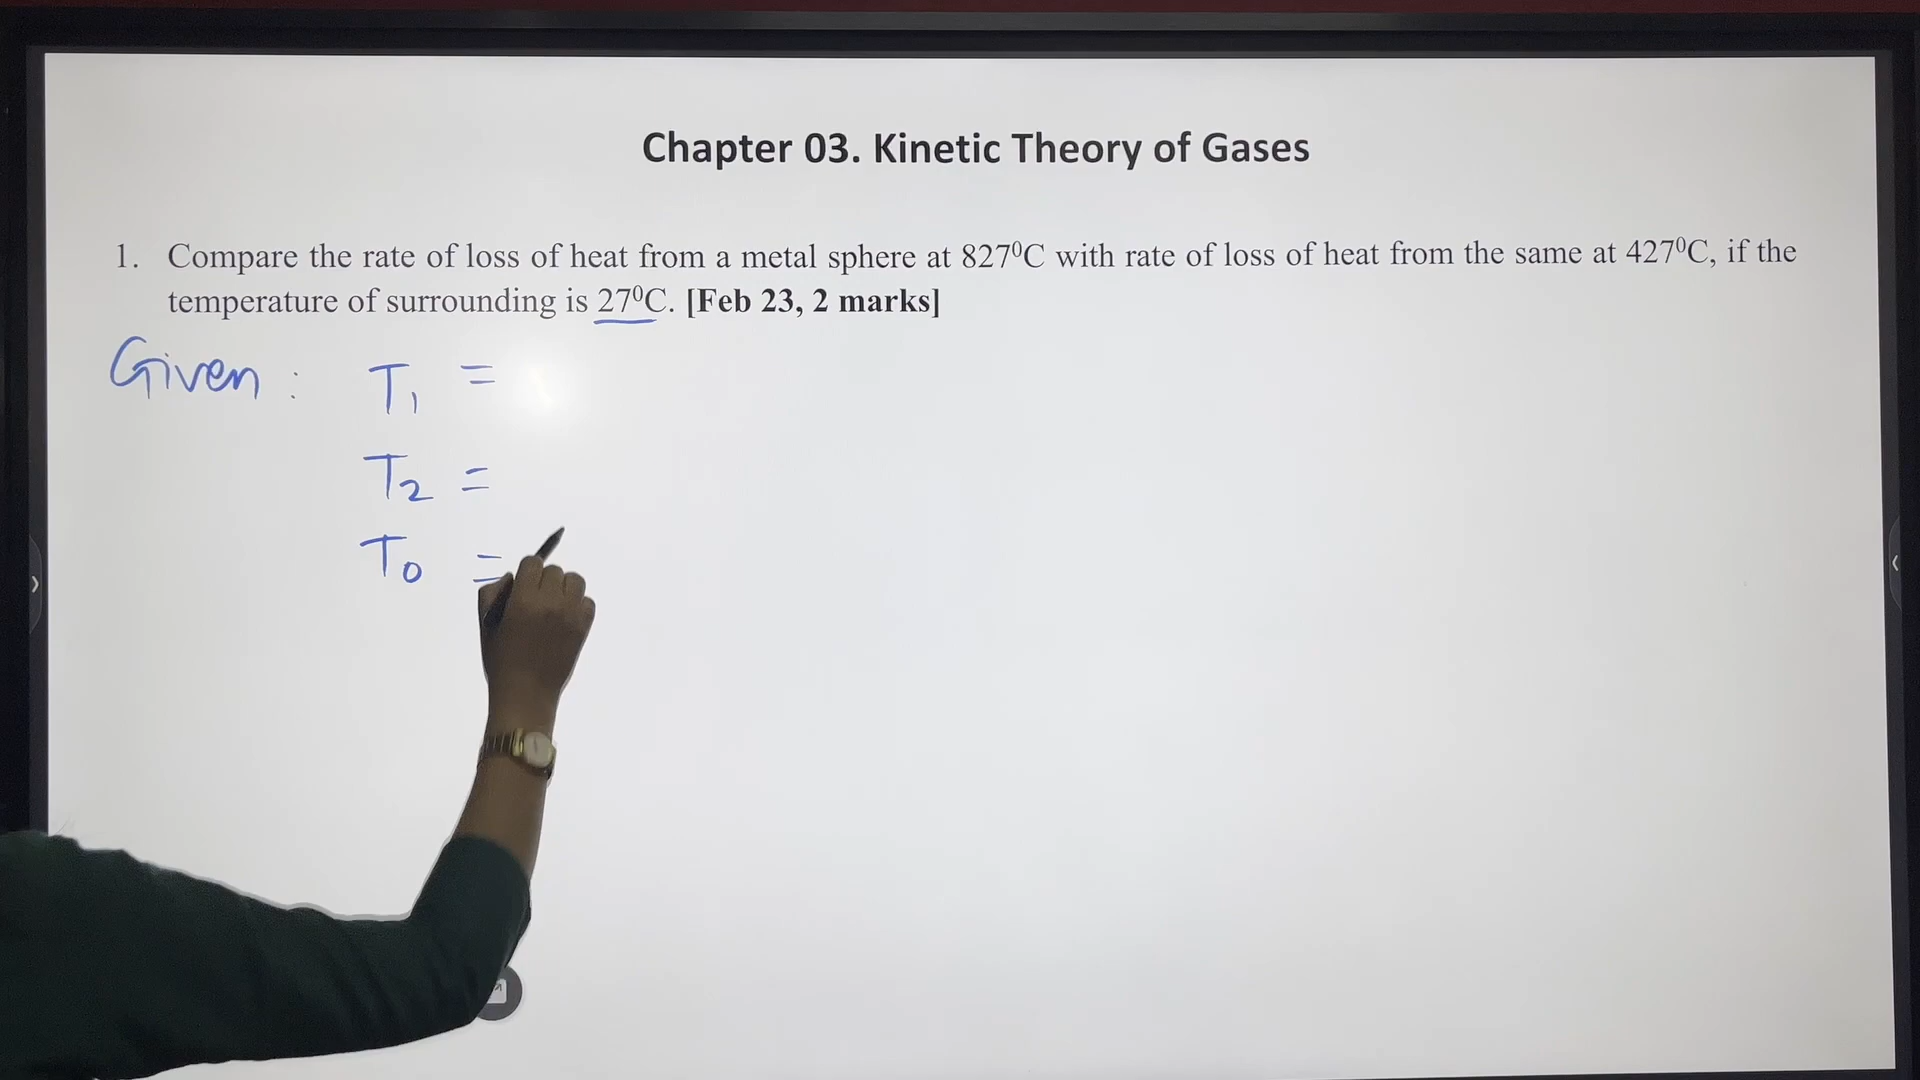 Chapter 03. Kinetic Theory of Gases
1. Compare the rate of loss of heat from a metal sphere at 827⁰C with rate of loss of heat from the same at 427⁰C, if the
temperature of surrounding is 27⁰C. [Feb 23, 2 marks]
Given : T₁ =
T₂ =
T₀ =